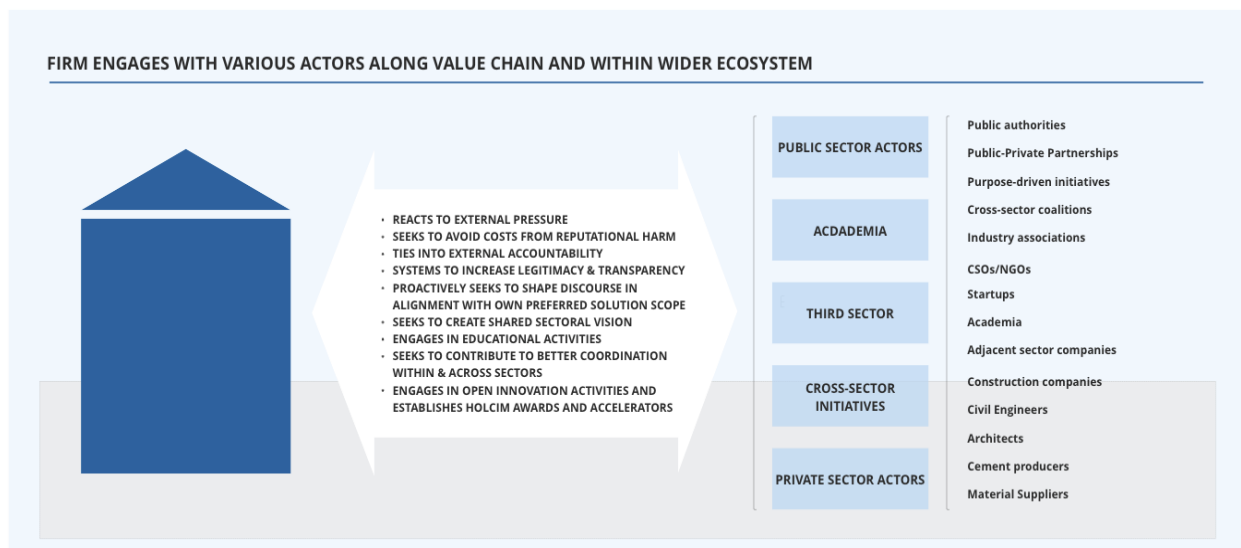 FIRM ENGAGES WITH VARIOUS ACTORS ALONG VALUE CHAIN AND WITHIN WIDER ECOSYSTEM
• REACTS TO EXTERNAL PRESSURE
• SEEKS TO AVOID COSTS FROM REPUTATIONAL HARM
• TIES INTO EXTERNAL ACCOUNTABILITY
• SYSTEMS TO INCREASE LEGITIMACY & TRANSPARENCY
• PROACTIVELY SEEKS TO SHAPE DISCOURSE IN
ALIGNMENT WITH OWN PREFERRED SOLUTION SCOPE
• SEEKS TO CREATE SHARED SECTORAL VISION
• ENGAGES IN EDUCATIONAL ACTIVITIES
• SEEKS TO CONTRIBUTE TO BETTER COORDINATION
WITHIN & ACROSS SECTORS
• ENGAGES IN OPEN INNOVATION ACTIVITIES AND
ESTABLISHES HOLCIM AWARDS AND ACCELERATORS
PUBLIC SECTOR ACTORS
ACDADEMIA
THIRD SECTOR
CROSS-SECTOR
INITIATIVES
PRIVATE SECTOR ACTORS
Public authorities
Public-Private Partnerships
Purpose-driven initiatives
Cross-sector coalitions
Industry associations
CSOs/NGOs
Startups
Academia
Adjacent sector companies
Construction companies
Civil Engineers
Architects
Cement producers
Material Suppliers